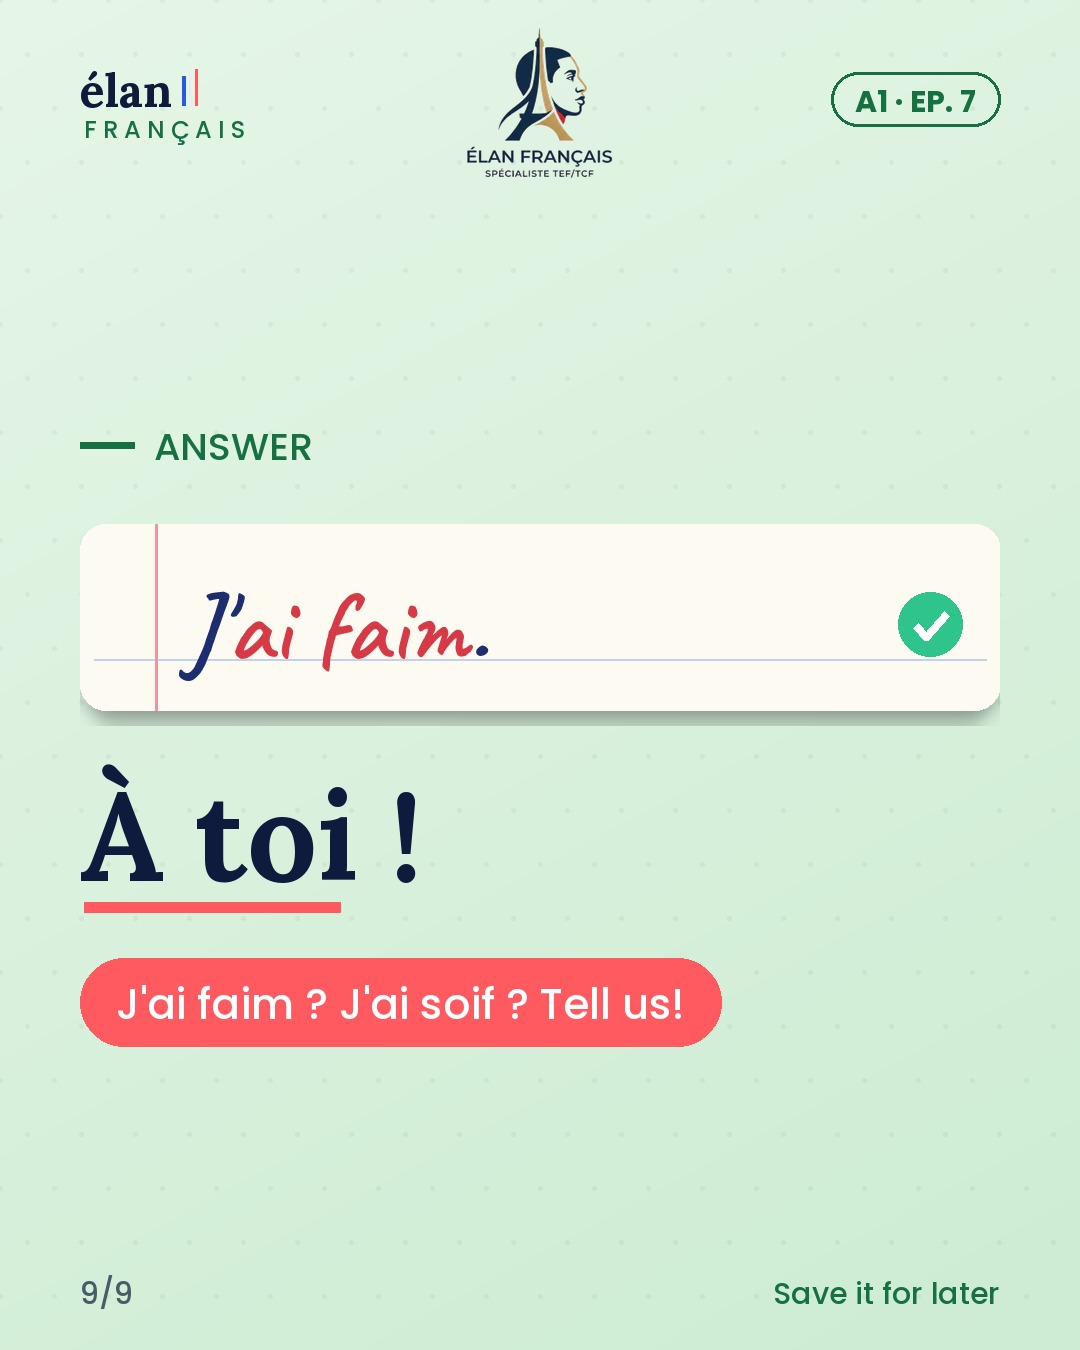 élan
FRANÇAIS
ÉLAN FRANÇAIS
SPÉCIALISTE TEF/TCF
A1 · EP. 7
ANSWER
J'ai faim.
À toi !
J'ai faim ? J'ai soif ? Tell us!
9/9
Save it for later